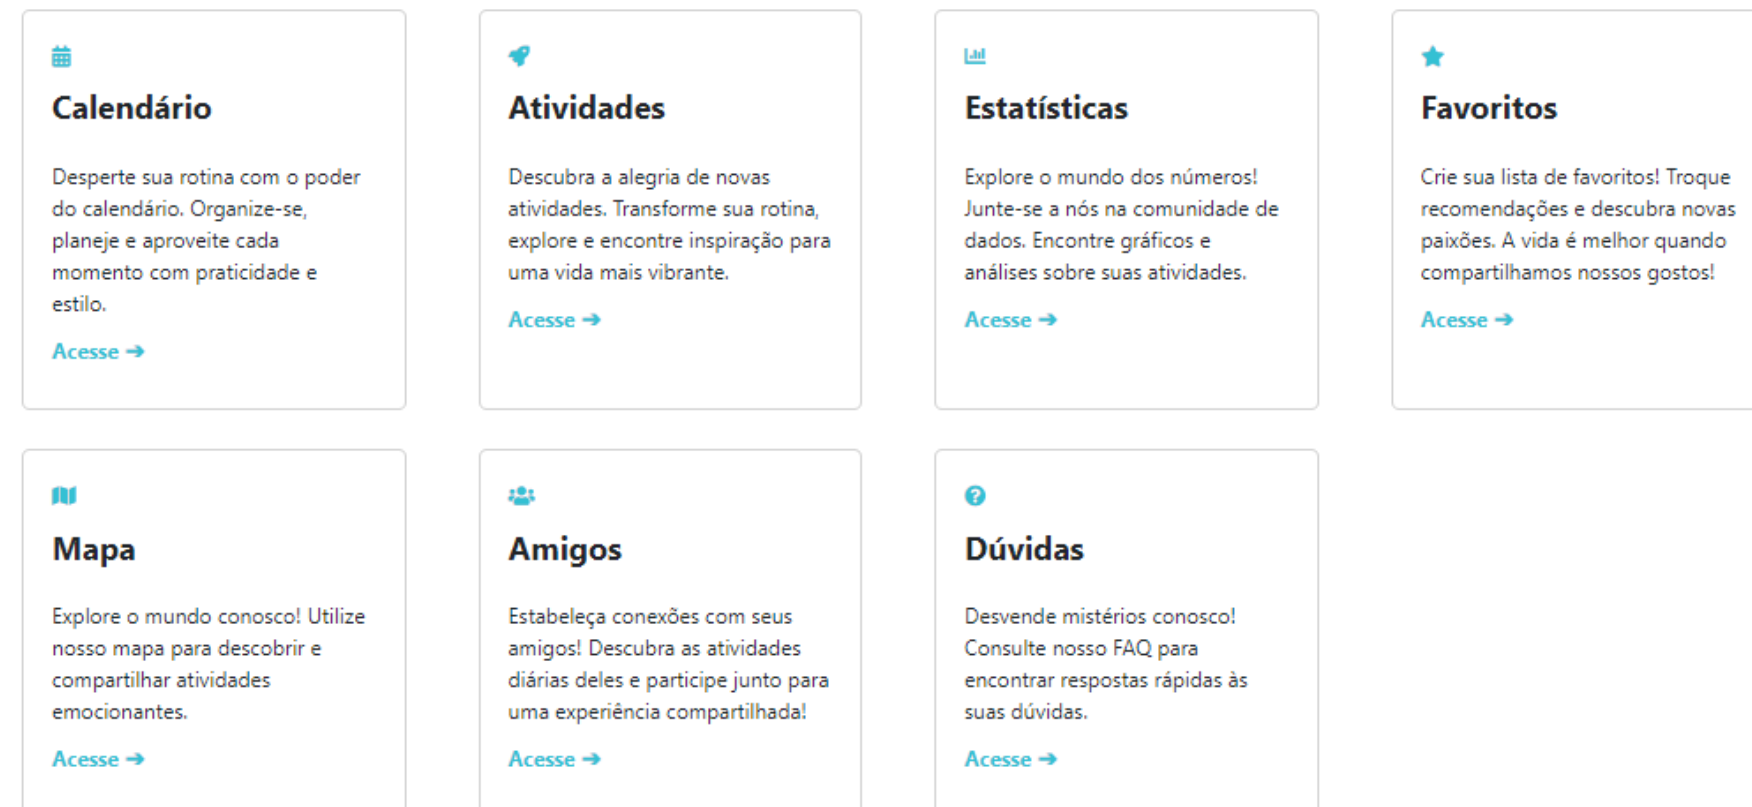 Calendário
Desperte sua rotina com o poder
do calendário. Organize-se,
planeje e aproveite cada
momento com praticidade e
estilo.
Acesse ➔
Atividades
Descubra a alegria de novas
atividades. Transforme sua rotina,
explore e encontre inspiração para
uma vida mais vibrante.
Acesse ➔
Estatísticas
Explore o mundo dos números!
Junte-se a nós na comunidade de
dados. Encontre gráficos e
análises sobre suas atividades.
Acesse ➔
Favoritos
Crie sua lista de favoritos! Troque
recomendações e descubra novas
paixões. A vida é melhor quando
compartilhamos nossos gostos!
Acesse ➔
Mapa
Explore o mundo conosco! Utilize
nosso mapa para descobrir e
compartilhar atividades
emocionantes.
Acesse ➔
Amigos
Estabeleça conexões com seus
amigos! Descubra as atividades
diárias deles e participe junto para
uma experiência compartilhada!
Acesse ➔
Dúvidas
Desvende mistérios conosco!
Consulte nosso FAQ para
encontrar respostas rápidas às
suas dúvidas.
Acesse ➔